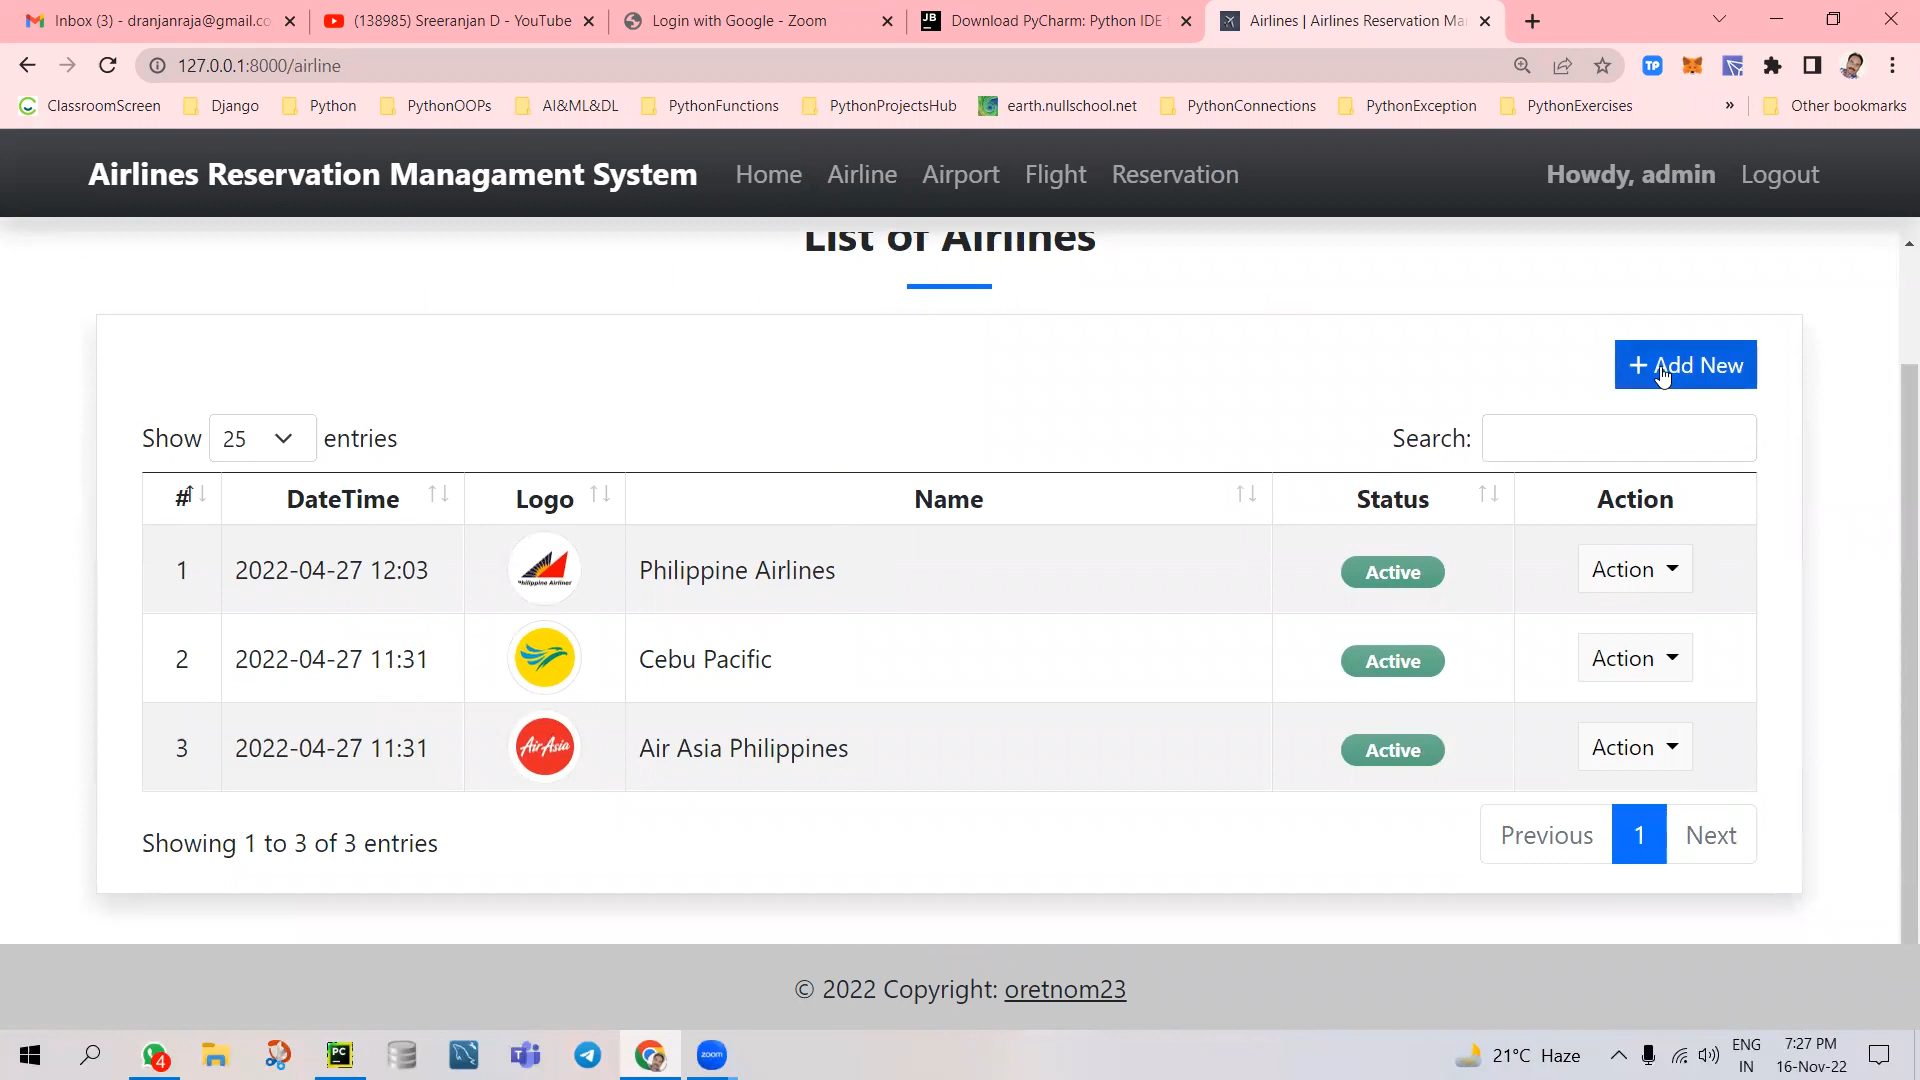 Inbox (3) - dranjanraja@gmail.co
(138985) Sreeranjan D - YouTube
Login with Google - Zoom
JB
Download PyCharm: Python IDE
Airlines | Airlines Reservation Ma
127.0.0.1:8000/airline
TP
ClassroomScreen
Django
Python
PythonOOPs
AI&ML&DL
PythonFunctions
PythonProjectsHub
earth.nullschool.net
PythonConnections
PythonException
PythonExercises
»
Other bookmarks
Airlines Reservation Managament System
Home
Airline
Airport
Flight
Reservation
Howdy, admin
Logout
List of Airlines
+ Add New
Show 25 entries
Search:
# DateTime Logo Name Status Action
1 2022-04-27 12:03 Philippine Airlines Active Action
2 2022-04-27 11:31 Cebu Pacific Active Action
3 2022-04-27 11:31 AirAsia Air Asia Philippines Active Action
Showing 1 to 3 of 3 entries
Previous 1 Next
© 2022 Copyright: oretnom23
4
PC
zoom
21°C Haze
ENG
IN
7:27 PM
16-Nov-22